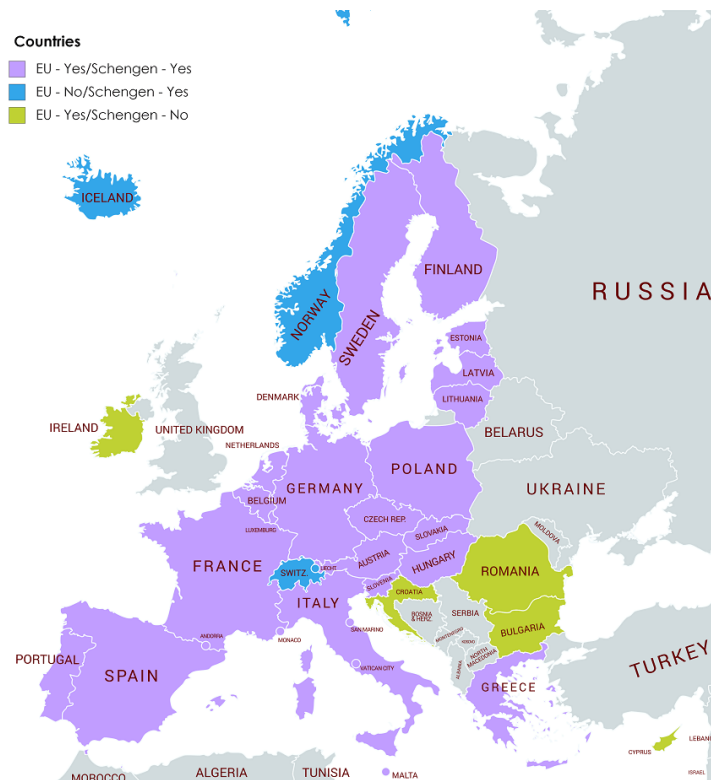 Countries
EU - Yes/Schengen - Yes
EU - No/Schengen - Yes
EU - Yes/Schengen - No
ICELAND
FINLAND
RUSSIA
NORWAY
SWEDEN
ESTONIA
LATVIA
DENMARK
LITHUANIA
IRELAND
UNITED KINGDOM
BELARUS
NETHERLANDS
POLAND
GERMANY
UKRAINE
BELGIUM
CZECH REP.
LUXEMBURG
SLOVAKIA
MOLDOVA
FRANCE
AUSTRIA
HUNGARY
SWITZ.
LIECHT
ROMANIA
SLOVENIA
CROATIA
ITALY
BOSNIA
& HERZ.
SERBIA
SAN MARINO
BULGARIA
ANDORRA
MONACO
MONTENEGRO
KOSOVO
PORTUGAL
SPAIN
VATICAN CITY
NORTH
MACEDONIA
ALBANIA
TURKEY
GREECE
CYPRUS
LEBAN
MOROCCO
ALGERIA
TUNISIA
MALTA
ISRAEL